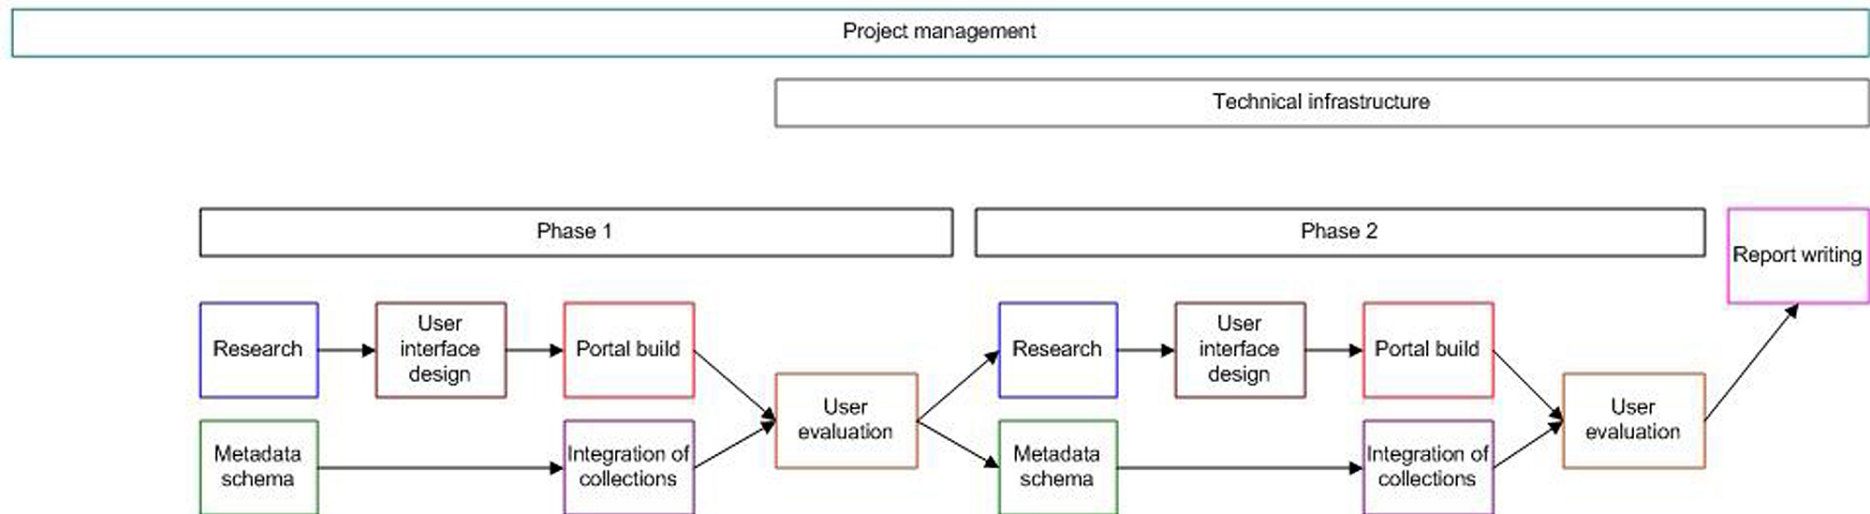 Project management
Technical infrastructure
Phase 1
Phase 2
Report writing
Research
User
interface
design
Portal build
User
evaluation
Metadata
schema
Integration of
collections
Research
User
interface
design
Portal build
User
evaluation
Metadata
schema
Integration of
collections